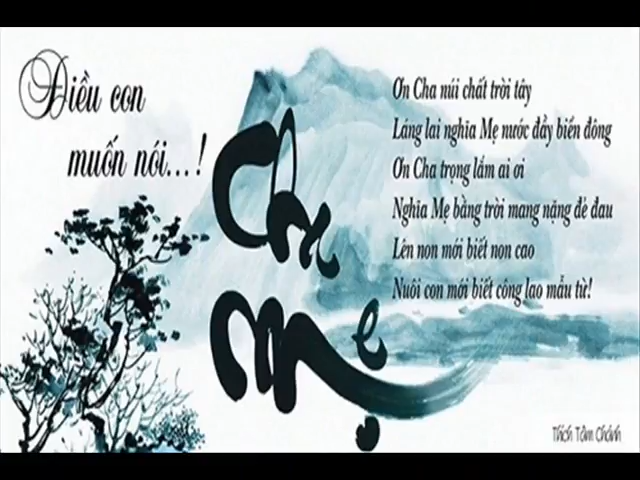 Điều con
muốn nói...!
Cha
Mẹ
Ơn Cha núi chất trời tây
Láng lai nghĩa Mẹ nước đầy biển đông
Ơn Cha trọng lắm ai ơi
Nghĩa Mẹ bằng trời mang nặng đẻ đau
Lên non mới biết non cao
Nuôi con mới biết công lao mẫu từ!
Thích Tâm Chánh